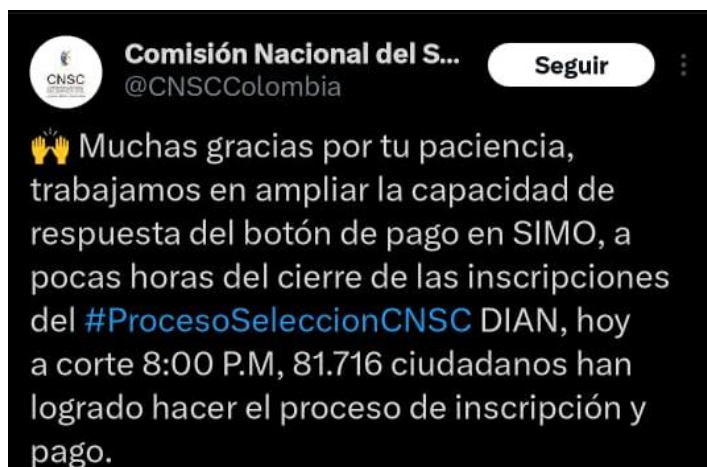 CNSC
Comisión Nacional del S...
@CNSCColombia
Seguir
🙌 Muchas gracias por tu paciencia,
trabajamos en ampliar la capacidad de
respuesta del botón de pago en SIMO, a
pocas horas del cierre de las inscripciones
del #ProcesoSeleccionCNSC DIAN, hoy
a corte 8:00 P.M, 81.716 ciudadanos han
logrado hacer el proceso de inscripción y
pago.